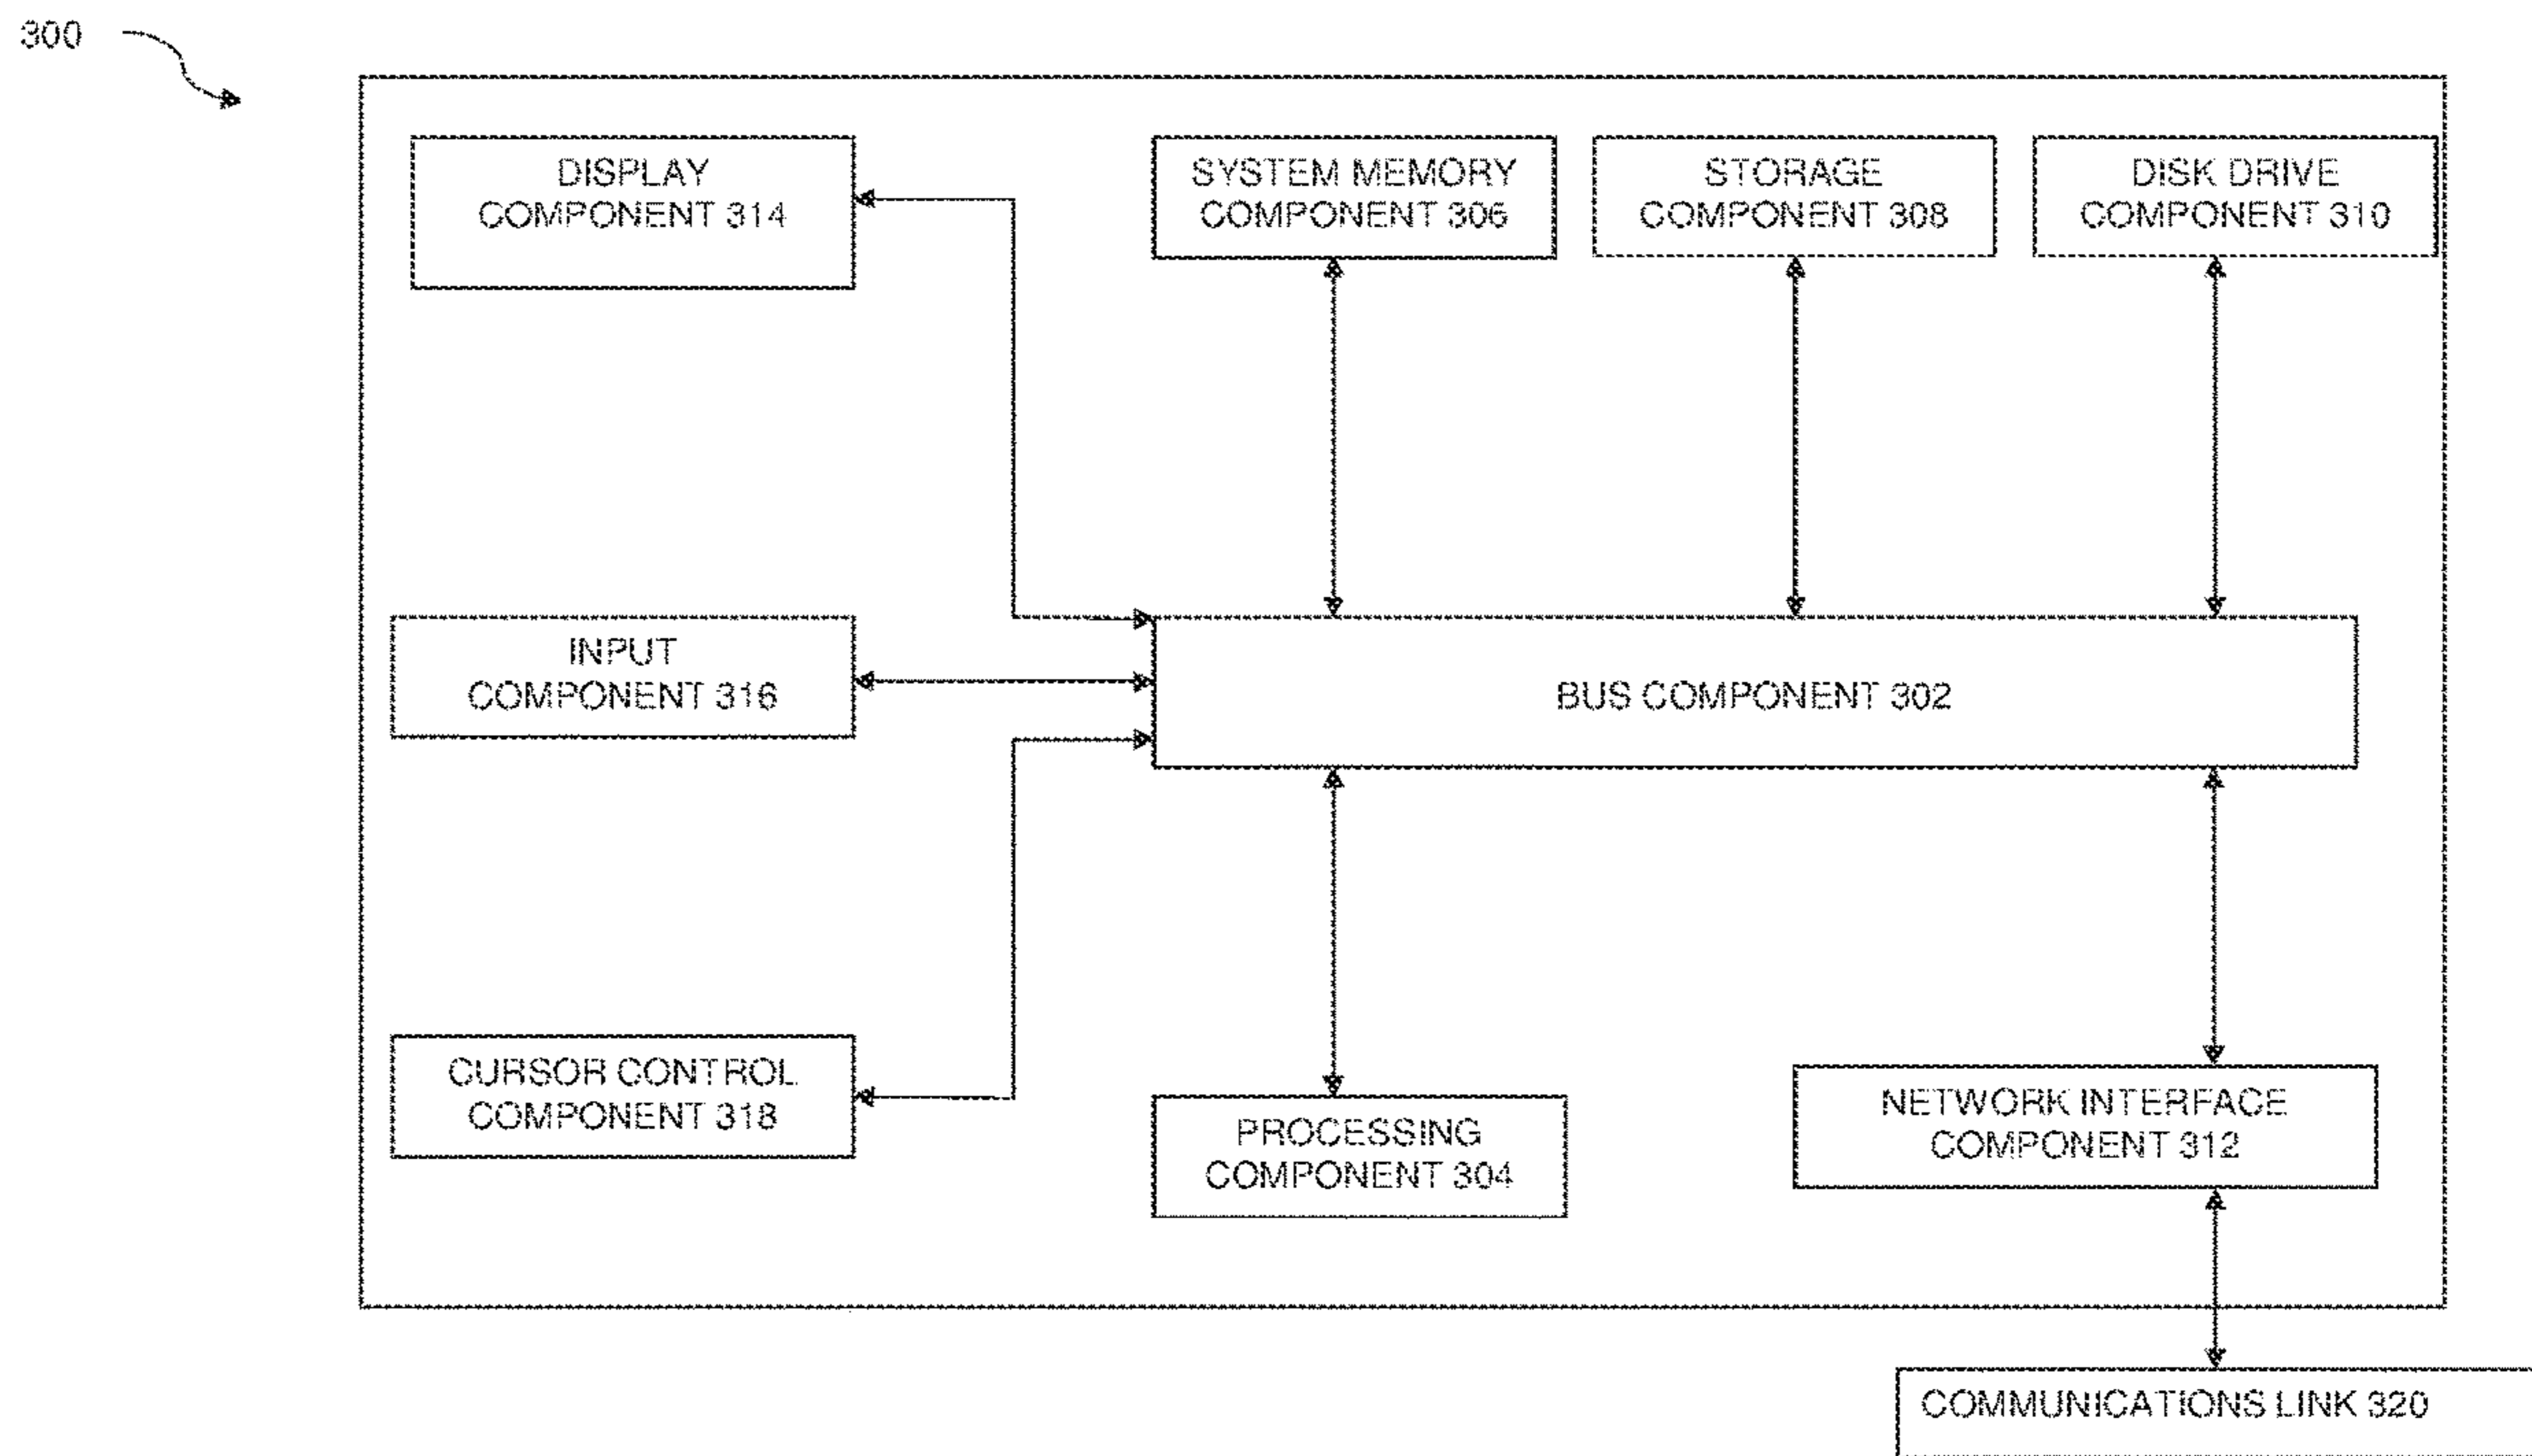 300
DISPLAY
COMPONENT 314
SYSTEM MEMORY
COMPONENT 306
STORAGE
COMPONENT 308
DISK DRIVE
COMPONENT 310
INPUT
COMPONENT 316
BUS COMPONENT 302
CURSOR CONTROL
COMPONENT 318
PROCESSING
COMPONENT 304
NETWORK INTERFACE
COMPONENT 312
COMMUNICATIONS LINK 320